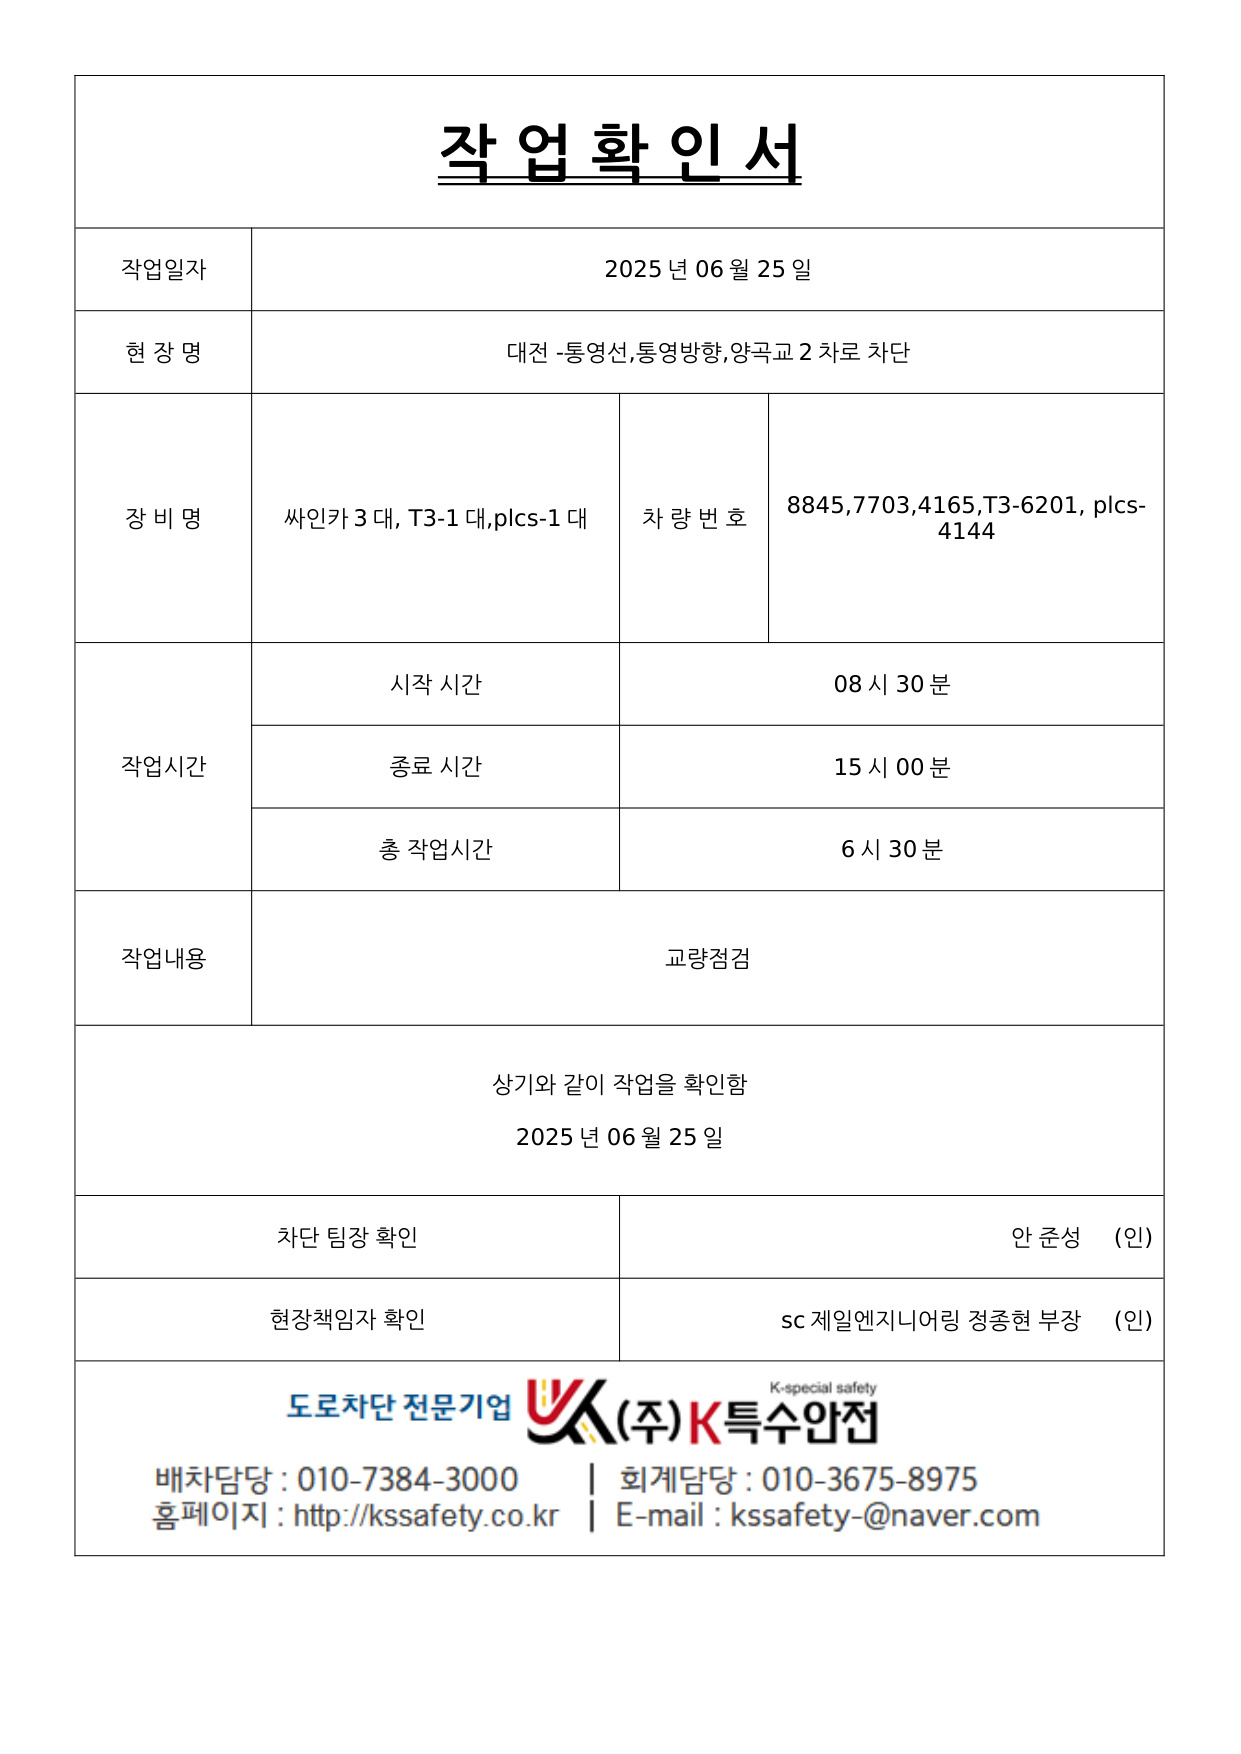 작 업 확 인 서
작업일자
2025 년 06 월 25 일
현 장 명
대전 -통영선,통영방향,양곡교 2 차로 차단
장 비 명
싸인카 3 대, T3-1 대,plcs-1 대
차 량 번 호
8845,7703,4165,T3-6201, plcs-
4144
작업시간
시작 시간
08 시 30 분
종료 시간
15 시 00 분
총 작업시간
6 시 30 분
작업내용
교량점검
상기와 같이 작업을 확인함
2025 년 06 월 25 일
차단 팀장 확인
안 준성 (인)
현장책임자 확인
sc 제일엔지니어링 정종현 부장 (인)
도로차단 전문기업
K-special safety
(주)K특수안전
배차담당 : 010-7384-3000 | 회계담당 : 010-3675-8975
홈페이지 : http://kssafety.co.kr | E-mail : kssafety-@naver.com